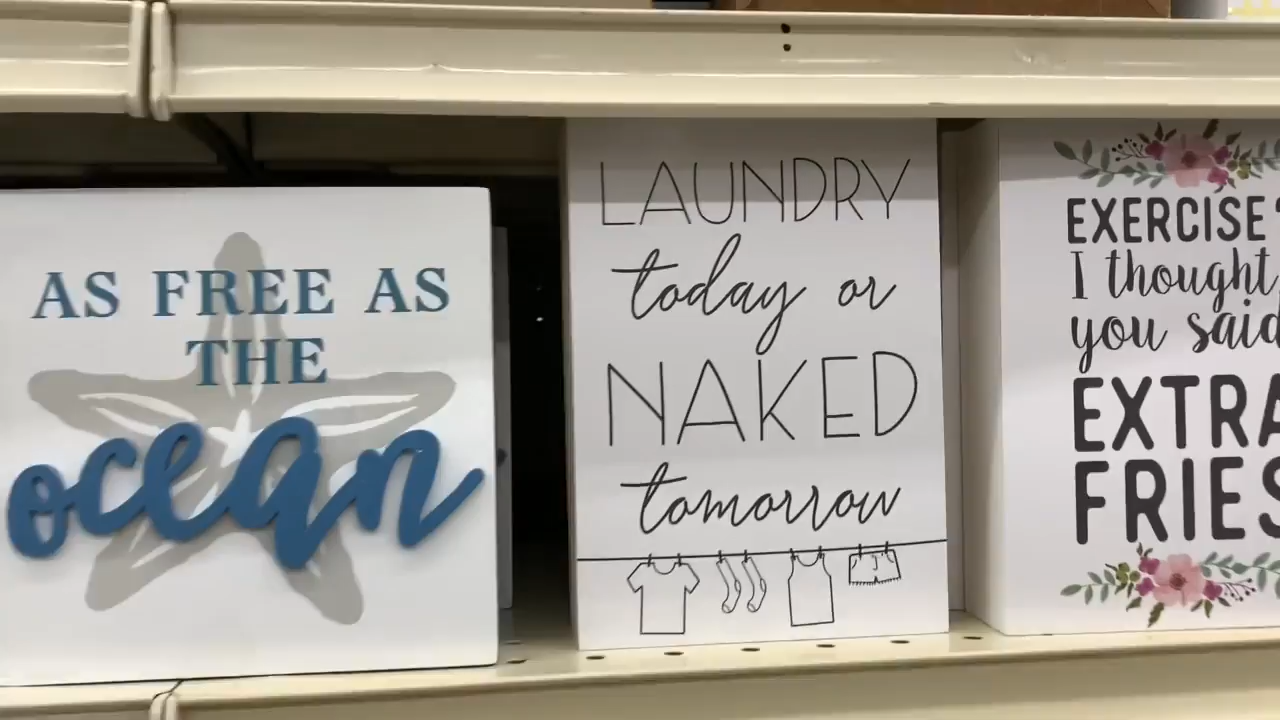 AS FREE AS
THE
ocean
LAUNDRY
today or
NAKED
tomorrow
EXERCISE
I thought
you said
EXTRA
FRIES